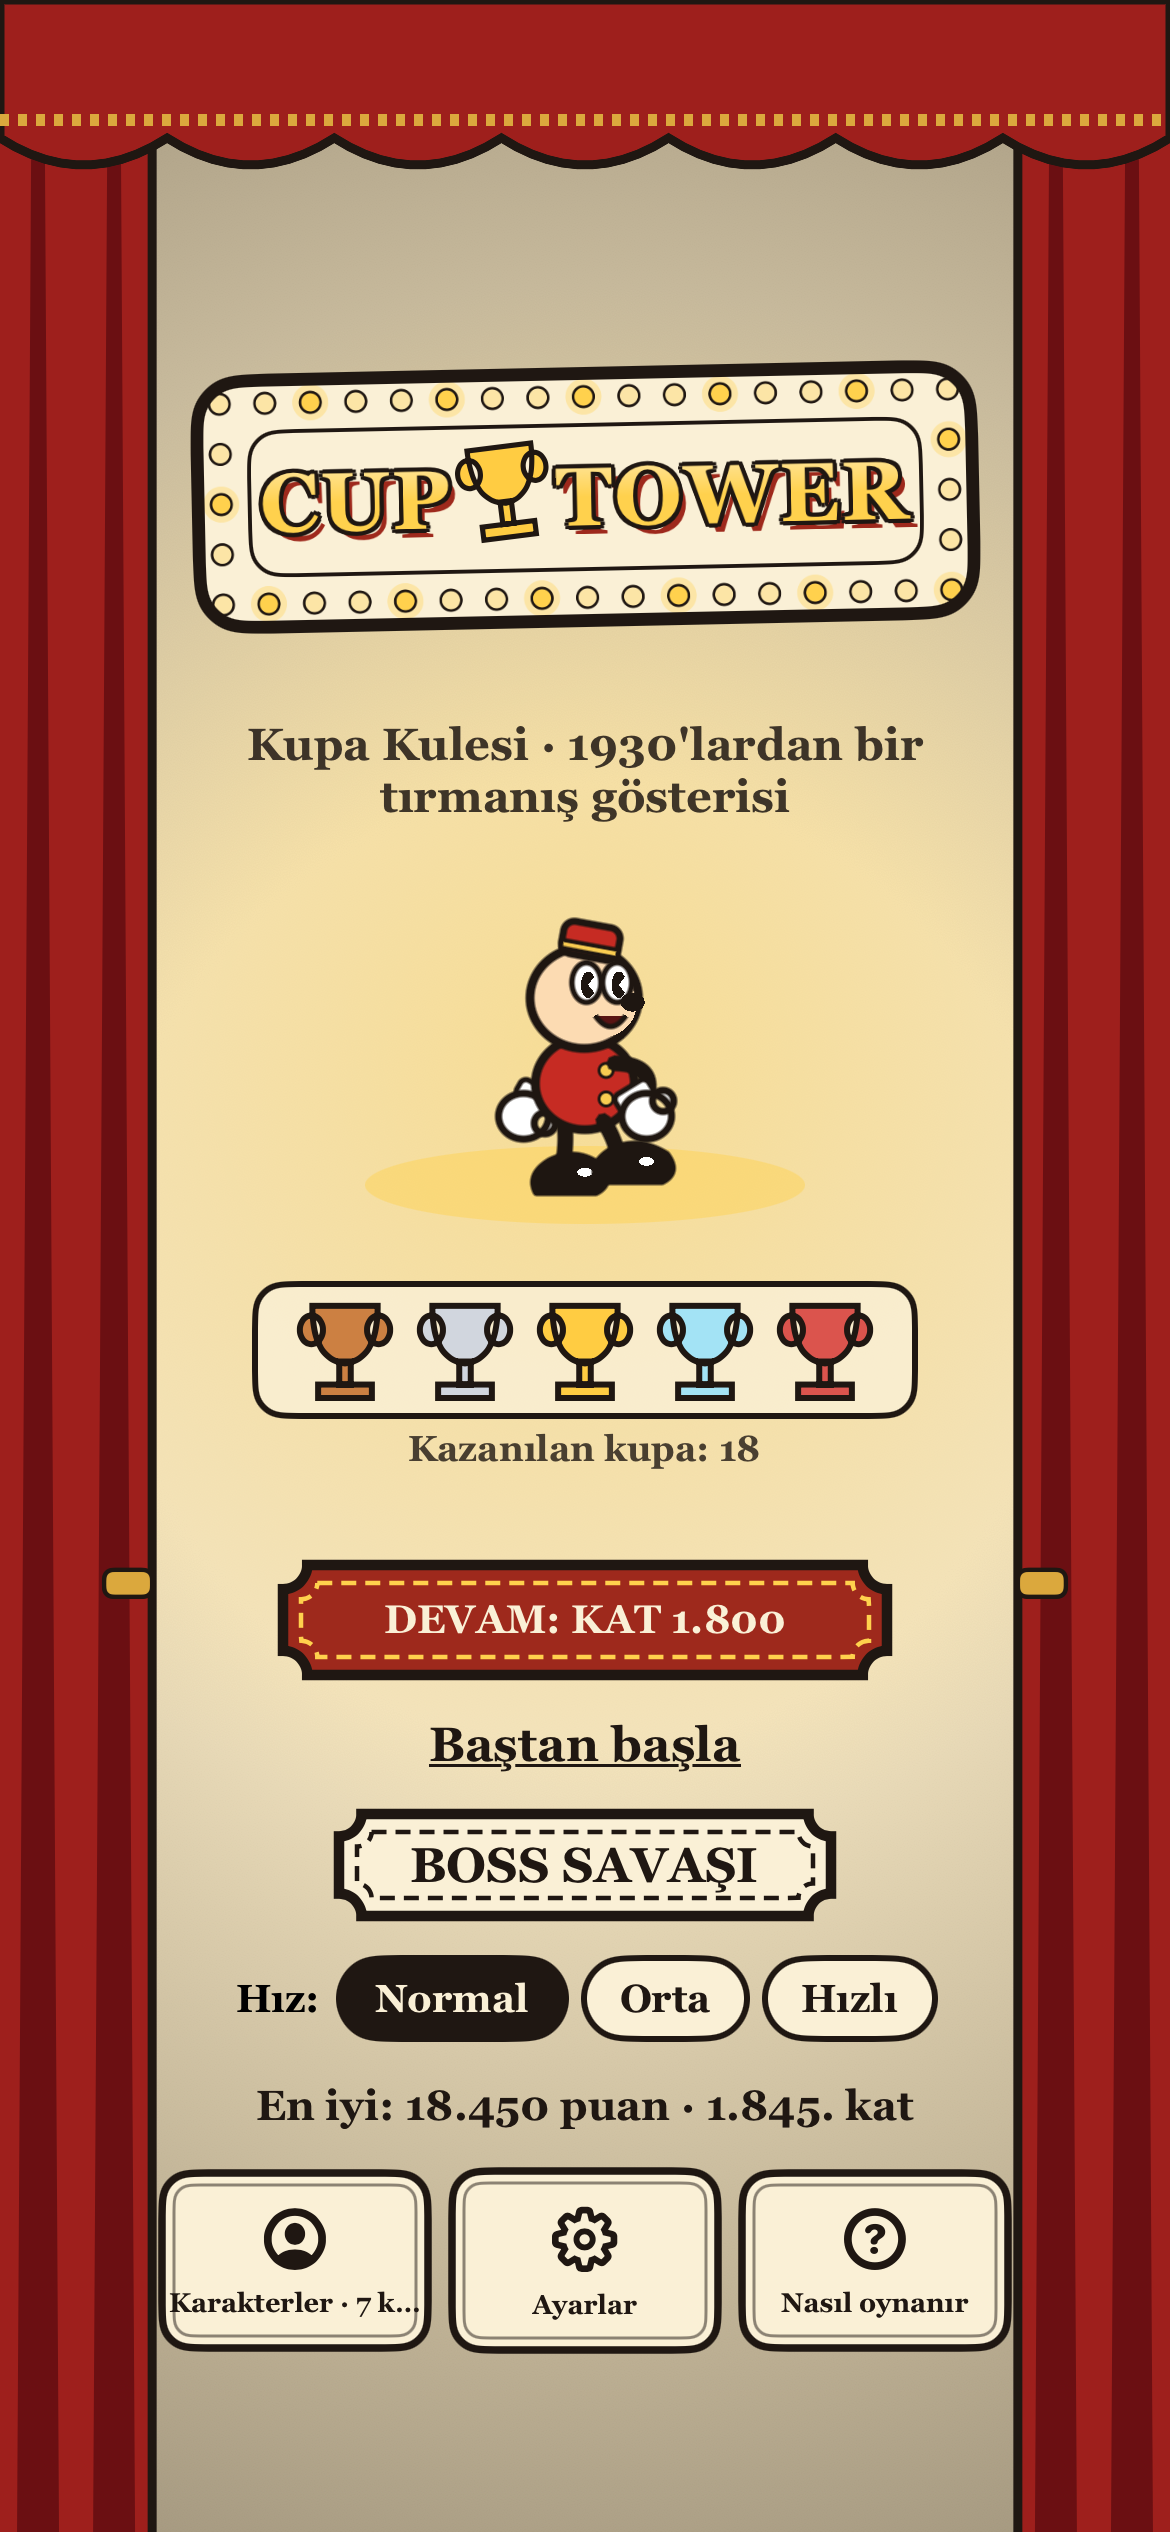 CUP TOWER
Kupa Kulesi · 1930'lardan bir
tırmanış gösterisi
Kazanılan kupa: 18
DEVAM: KAT 1.800
Baştan başla
BOSS SAVAŞI
Hız: Normal Orta Hızlı
En iyi: 18.450 puan · 1.845. kat
Karakterler · 7 k... Ayarlar Nasıl oynanır